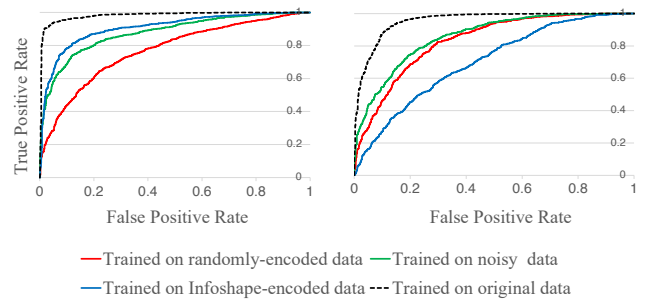 True Positive Rate
1
0.8
0.6
0.4
0.2
0
0 0.2 0.4 0.6 0.8 1
False Positive Rate
1
0.8
0.6
0.4
0.2
0
0 0.2 0.4 0.6 0.8 1
False Positive Rate
Trained on randomly-encoded data Trained on noisy data
Trained on Infoshape-encoded data Trained on original data